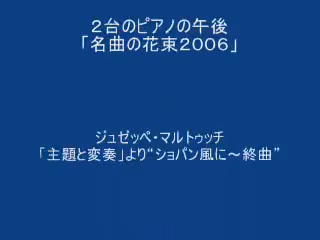 ２台のピアノの午後
「名曲の花束２００６」
ジュゼッペ・マルトゥッチ
「主題と変奏」より“ショパン風に～終曲”